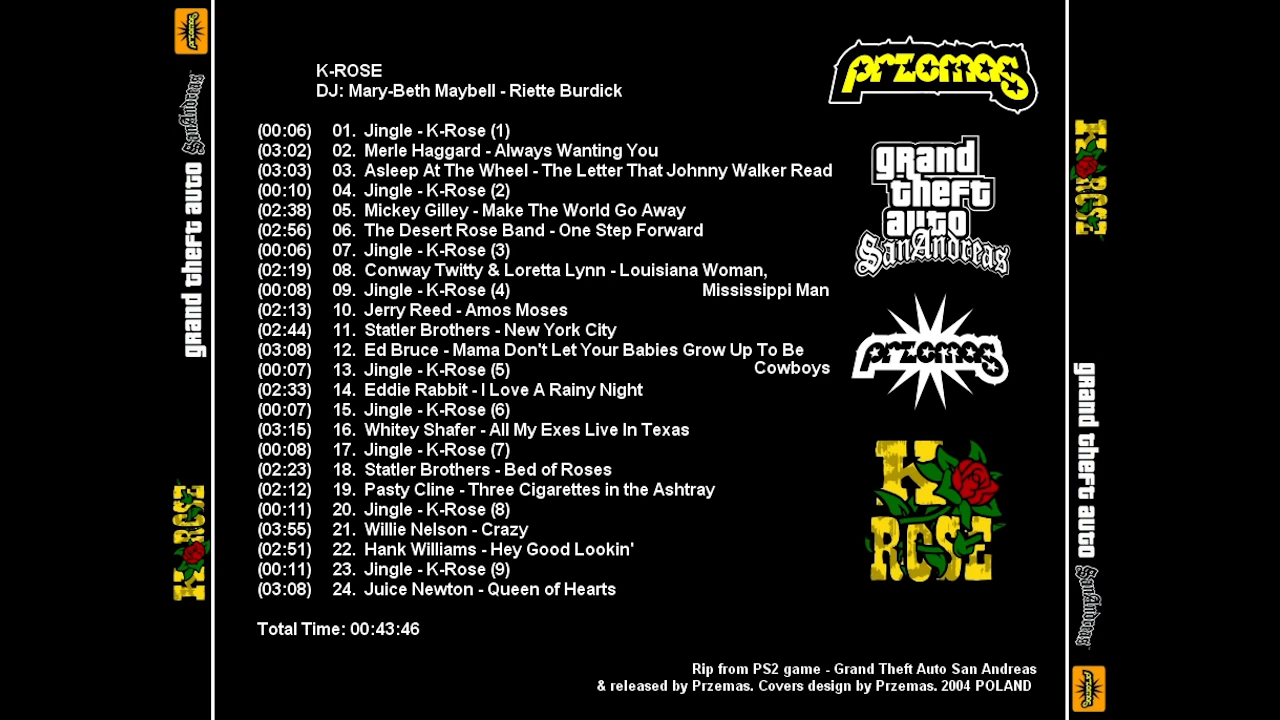 przemas
SanAndreas
grand theft auto
K ROSE
K-ROSE
DJ: Mary-Beth Maybell - Riette Burdick
(00:06) 01. Jingle - K-Rose (1)
(03:02) 02. Merle Haggard - Always Wanting You
(03:03) 03. Asleep At The Wheel - The Letter That Johnny Walker Read
(00:10) 04. Jingle - K-Rose (2)
(02:38) 05. Mickey Gilley - Make The World Go Away
(02:56) 06. The Desert Rose Band - One Step Forward
(00:06) 07. Jingle - K-Rose (3)
(02:19) 08. Conway Twitty & Loretta Lynn - Louisiana Woman,
(00:08) 09. Jingle - K-Rose (4) Mississippi Man
(02:13) 10. Jerry Reed - Amos Moses
(02:44) 11. Statler Brothers - New York City
(03:08) 12. Ed Bruce - Mama Don't Let Your Babies Grow Up To Be
(00:07) 13. Jingle - K-Rose (5) Cowboys
(02:33) 14. Eddie Rabbit - I Love A Rainy Night
(00:07) 15. Jingle - K-Rose (6)
(03:15) 16. Whitey Shafer - All My Exes Live In Texas
(00:08) 17. Jingle - K-Rose (7)
(02:23) 18. Statler Brothers - Bed of Roses
(02:12) 19. Pasty Cline - Three Cigarettes in the Ashtray
(00:11) 20. Jingle - K-Rose (8)
(03:55) 21. Willie Nelson - Crazy
(02:51) 22. Hank Williams - Hey Good Lookin'
(00:11) 23. Jingle - K-Rose (9)
(03:08) 24. Juice Newton - Queen of Hearts
Total Time: 00:43:46
przemas
grand
theft
auto
SanAndreas
przemas
K
ROSE
Rip from PS2 game - Grand Theft Auto San Andreas
& released by Przemas. Covers design by Przemas. 2004 POLAND
K ROSE
grand theft auto
SanAndreas
przemas